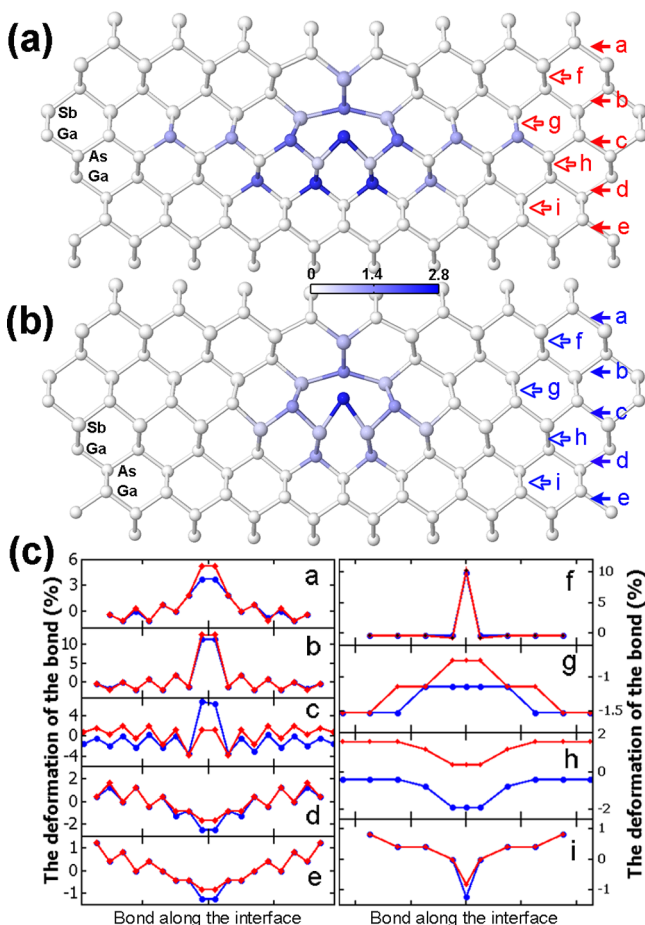 (a)
a
f
b
Sb
g
Ga
c
As
h
Ga
d
i
e
0 1.4 2.8
(b)
a
f
b
g
c
Sb
h
Ga
d
As
i
Ga
e
(c)
The deformation of the bond (%)
6
3
0
a
10
5
0
b
4
0
-4
c
2
0
-2
d
1
0
-1
e
Bond along the interface
10
5
0
f
-1
-1.5
g
2
0
2
h
1
0
-1
i
Bond along the interface
The deformation of the bond (%)